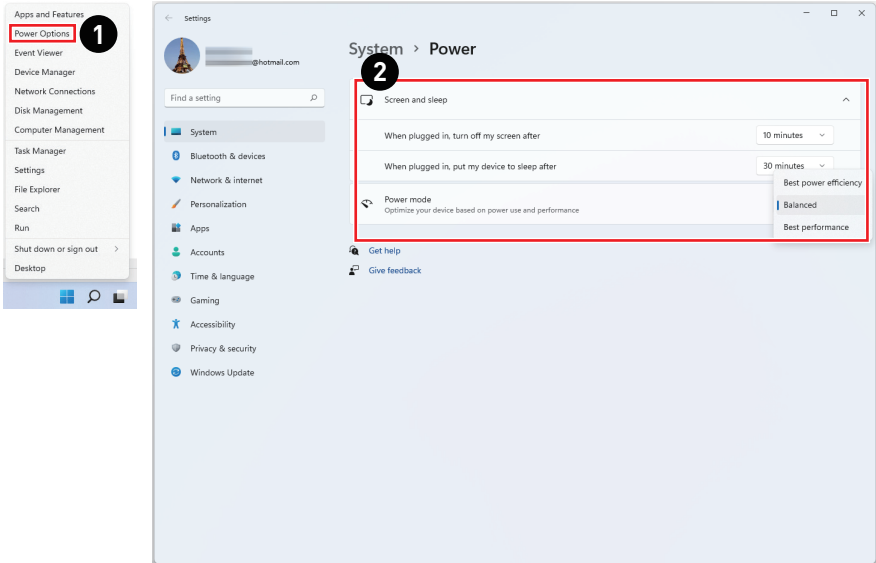 Apps and Features
Power Options
1
Event Viewer
Device Manager
Network Connections
Disk Management
Computer Management
Task Manager
Settings
File Explorer
Search
Run
Shut down or sign out
Desktop
Settings
@hotmail.com
Find a setting
System
Bluetooth & devices
Network & internet
Personalization
Apps
Accounts
Time & language
Gaming
Accessibility
Privacy & security
Windows Update
System > Power
2
Screen and sleep
When plugged in, turn off my screen after 10 minutes
When plugged in, put my device to sleep after 30 minutes
Power mode
Optimize your device based on power use and performance
Best power efficiency
Balanced
Best performance
Get help
Give feedback